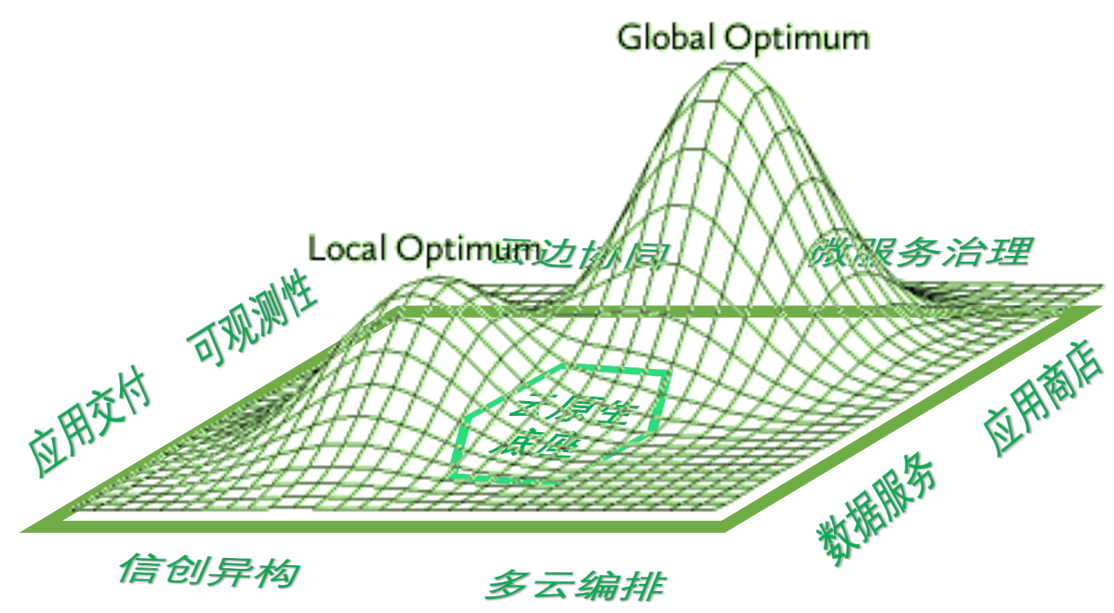 Global Optimum
Local Optimum
云边协同
微服务治理
可观测性
应用交付
应用商店
云原生
底座
数据服务
信创异构
多云编排